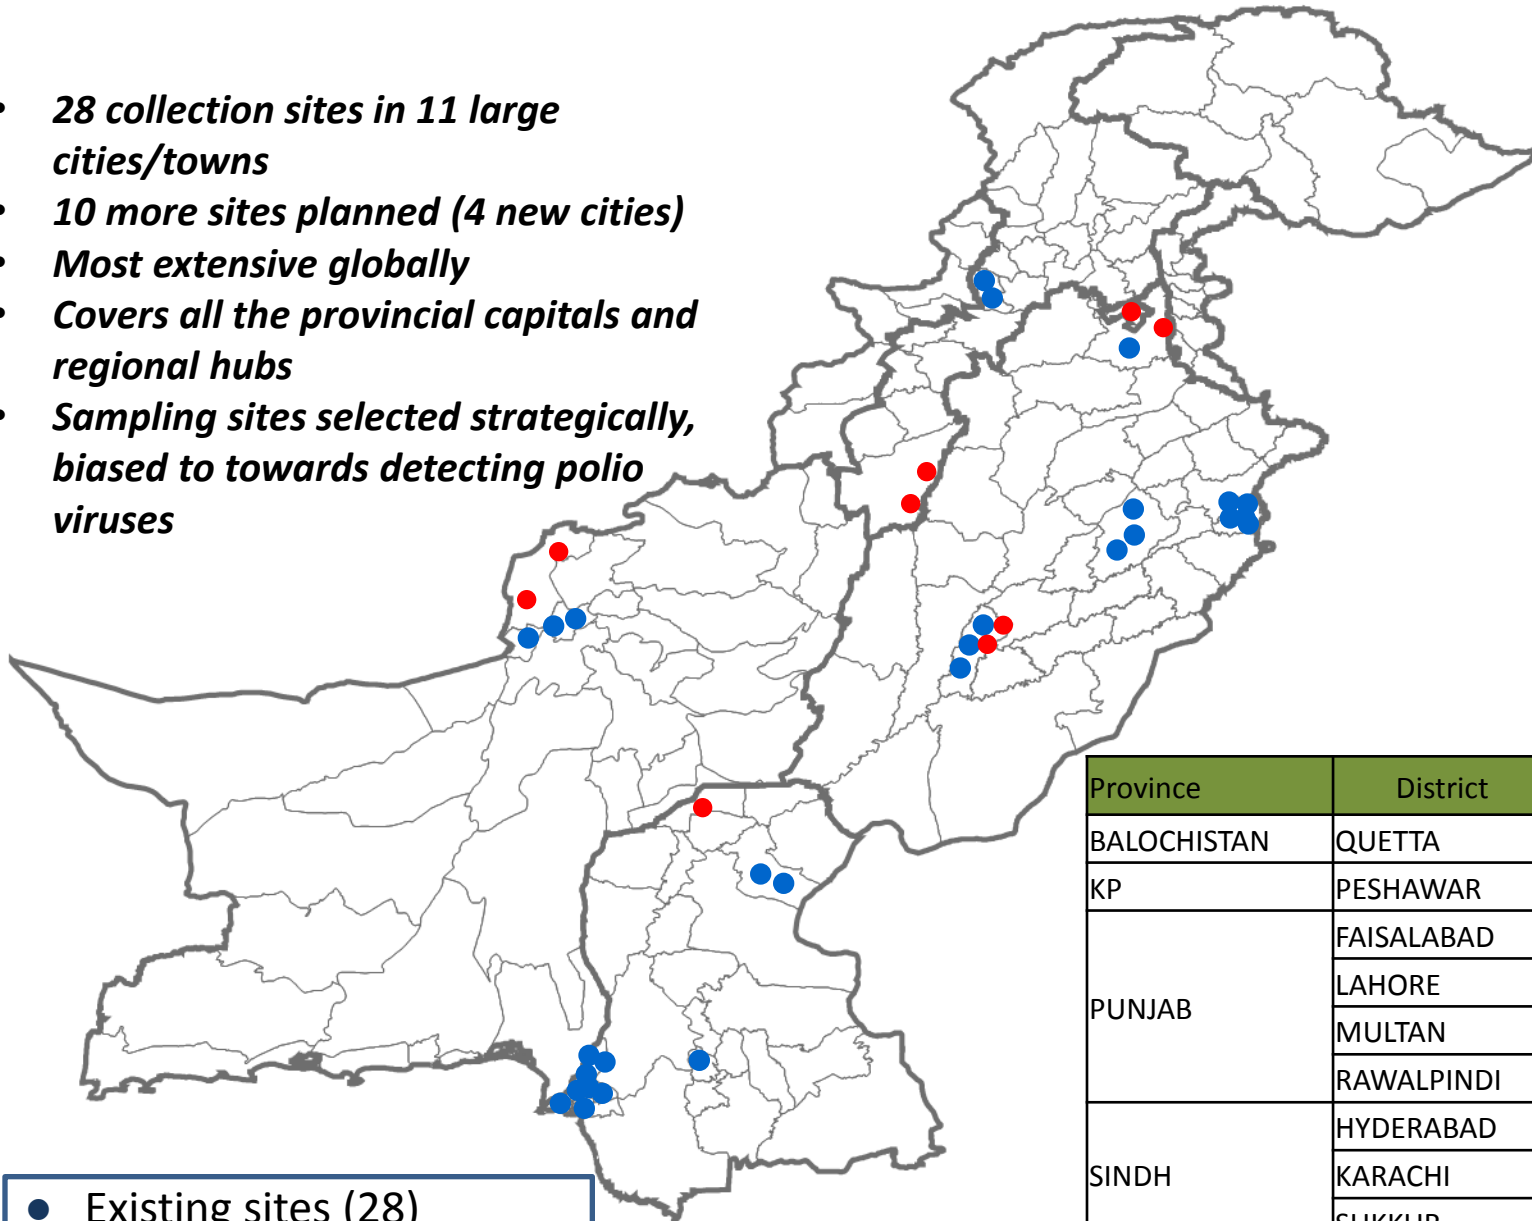 • 28 collection sites in 11 large
cities/towns
• 10 more sites planned (4 new cities)
• Most extensive globally
• Covers all the provincial capitals and
regional hubs
• Sampling sites selected strategically,
biased to towards detecting polio
viruses
Province District
BALOCHISTAN QUETTA
KP PESHAWAR
PUNJAB FAISALABAD
LAHORE
MULTAN
RAWALPINDI
SINDH HYDERABAD
KARACHI
SUKKUR
• Existing sites (28)